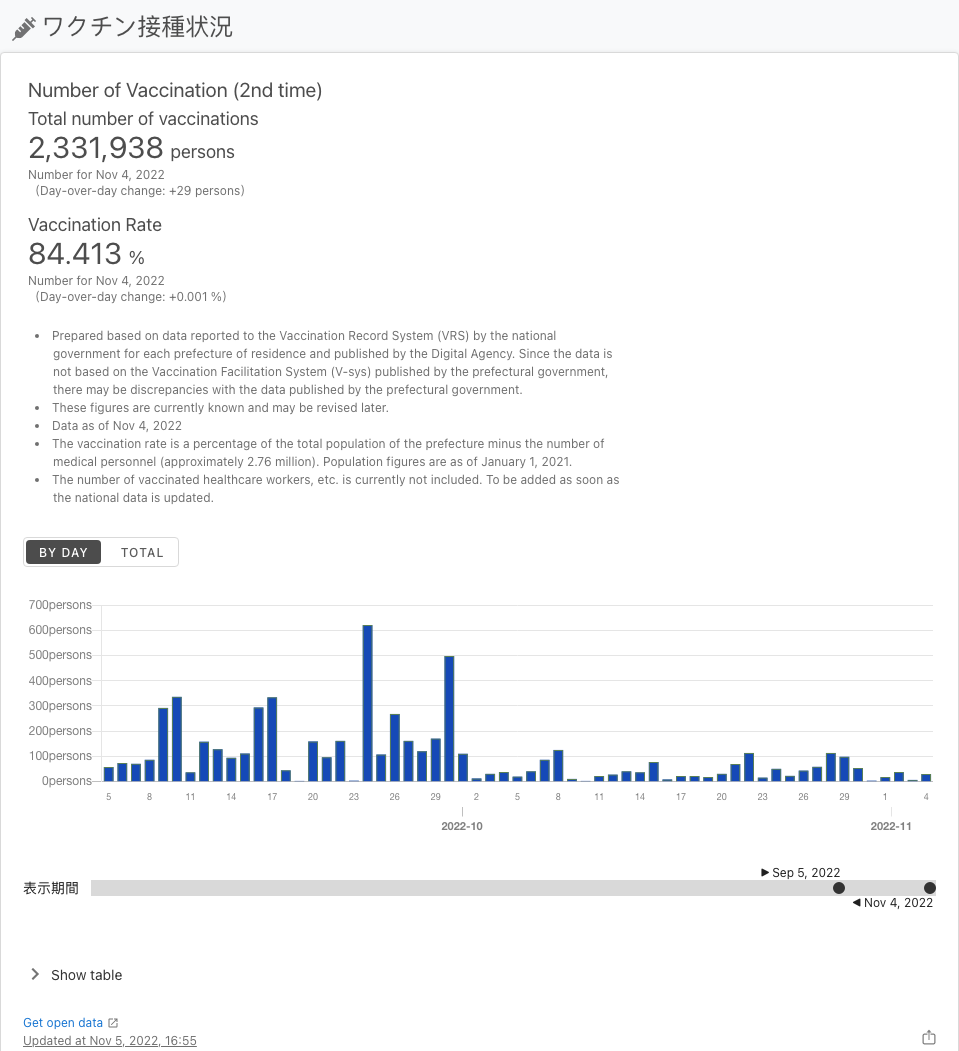 ワクチン接種状況
Number of Vaccination (2nd time)
Total number of vaccinations
2,331,938 persons
Number for Nov 4, 2022
(Day-over-day change: +29 persons)
Vaccination Rate
84.413 %
Number for Nov 4, 2022
(Day-over-day change: +0.001 %)
• Prepared based on data reported to the Vaccination Record System (VRS) by the national
government for each prefecture of residence and published by the Digital Agency. Since the data is
not based on the Vaccination Facilitation System (V-sys) published by the prefectural government,
there may be discrepancies with the data published by the prefectural government.
• These figures are currently known and may be revised later.
• Data as of Nov 4, 2022
• The vaccination rate is a percentage of the total population of the prefecture minus the number of
medical personnel (approximately 2.76 million). Population figures are as of January 1, 2021.
• The number of vaccinated healthcare workers, etc. is currently not included. To be added as soon as
the national data is updated.
BY DAY TOTAL
700persons
600persons
500persons
400persons
300persons
200persons
100persons
0persons
5 8 11 14 17 20 23 26 29 2 5 8 11 14 17 20 23 26 29 1 4
2022-10 2022-11
Sep 5, 2022
表示期間
Nov 4, 2022
Show table
Get open data
Updated at Nov 5, 2022, 16:55